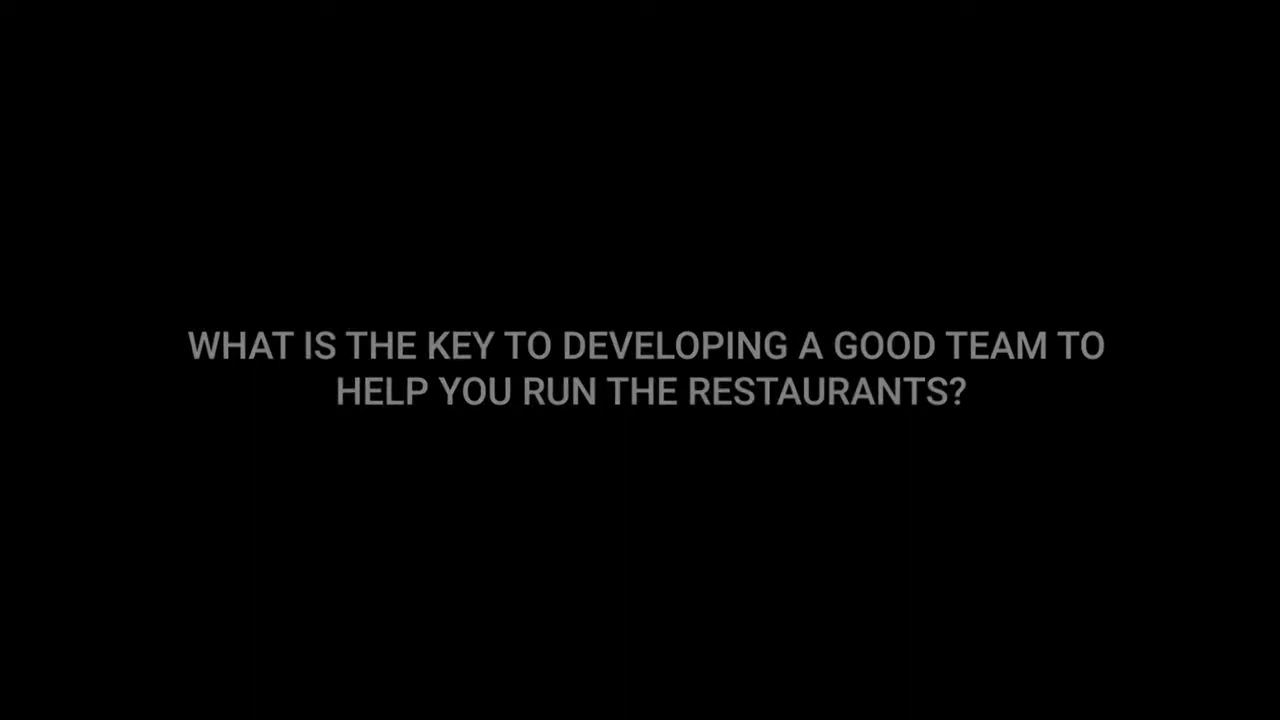 WHAT IS THE KEY TO DEVELOPING A GOOD TEAM TO
HELP YOU RUN THE RESTAURANTS?